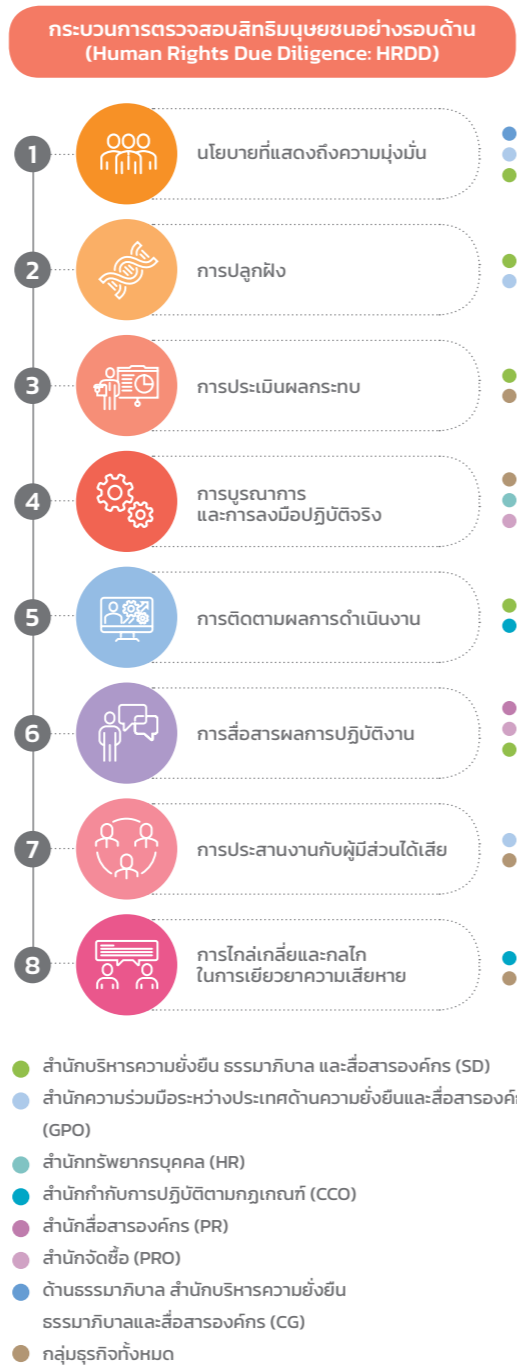 กระบวนการตรวจสอบสิทธิมนุษยชนอย่างรอบด้าน
(Human Rights Due Diligence: HRDD)
1
นโยบายที่แสดงถึงความมุ่งมั่น
2
การปลูกฝัง
3
การประเมินผลกระทบ
4
การบูรณาการ
และการลงมือปฏิบัติจริง
5
การติดตามผลการดำเนินงาน
6
การสื่อสารผลการปฏิบัติงาน
7
การประสานงานกับผู้มีส่วนได้เสีย
8
การไกล่เกลี่ยและกลไก
ในการเยียวยาความเสียหาย
สำนักบริหารความยั่งยืน ธรรมาภิบาล และสื่อสารองค์กร (SD)
สำนักความร่วมมือระหว่างประเทศด้านความยั่งยืนและสื่อสารองค์
(GPO)
สำนักทรัพยากรบุคคล (HR)
สำนักกำกับการปฏิบัติตามกฎเกณฑ์ (CCO)
สำนักสื่อสารองค์กร (PR)
สำนักจัดซื้อ (PRO)
ด้านธรรมาภิบาล สำนักบริหารความยั่งยืน
ธรรมาภิบาลและสื่อสารองค์กร (CG)
กลุ่มธุรกิจทั้งหมด